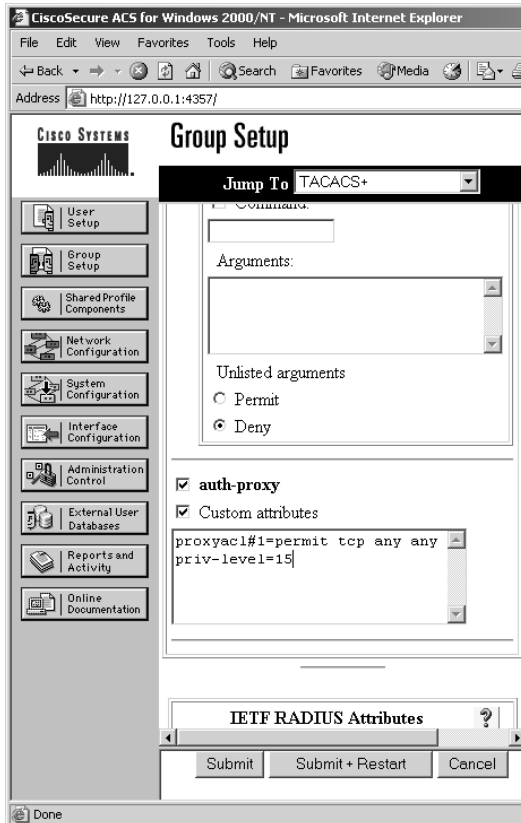 CiscoSecure ACS for Windows 2000/NT - Microsoft Internet Explorer
File Edit View Favorites Tools Help
Back Search Favorites Media
Address http://127.0.0.1:4357/
CISCO SYSTEMS
Group Setup
Jump To TACACS+
User
Setup
Group
Setup
Shared Profile
Components
Network
Configuration
System
Configuration
Interface
Configuration
Administration
Control
External User
Databases
Reports and
Activity
Online
Documentation
Command:
Arguments:
Unlisted arguments
Permit
Deny
auth-proxy
Custom attributes
proxyacl#1=permit tcp any any
priv-level=15
IETF RADIUS Attributes ?
Submit Submit + Restart Cancel
Done